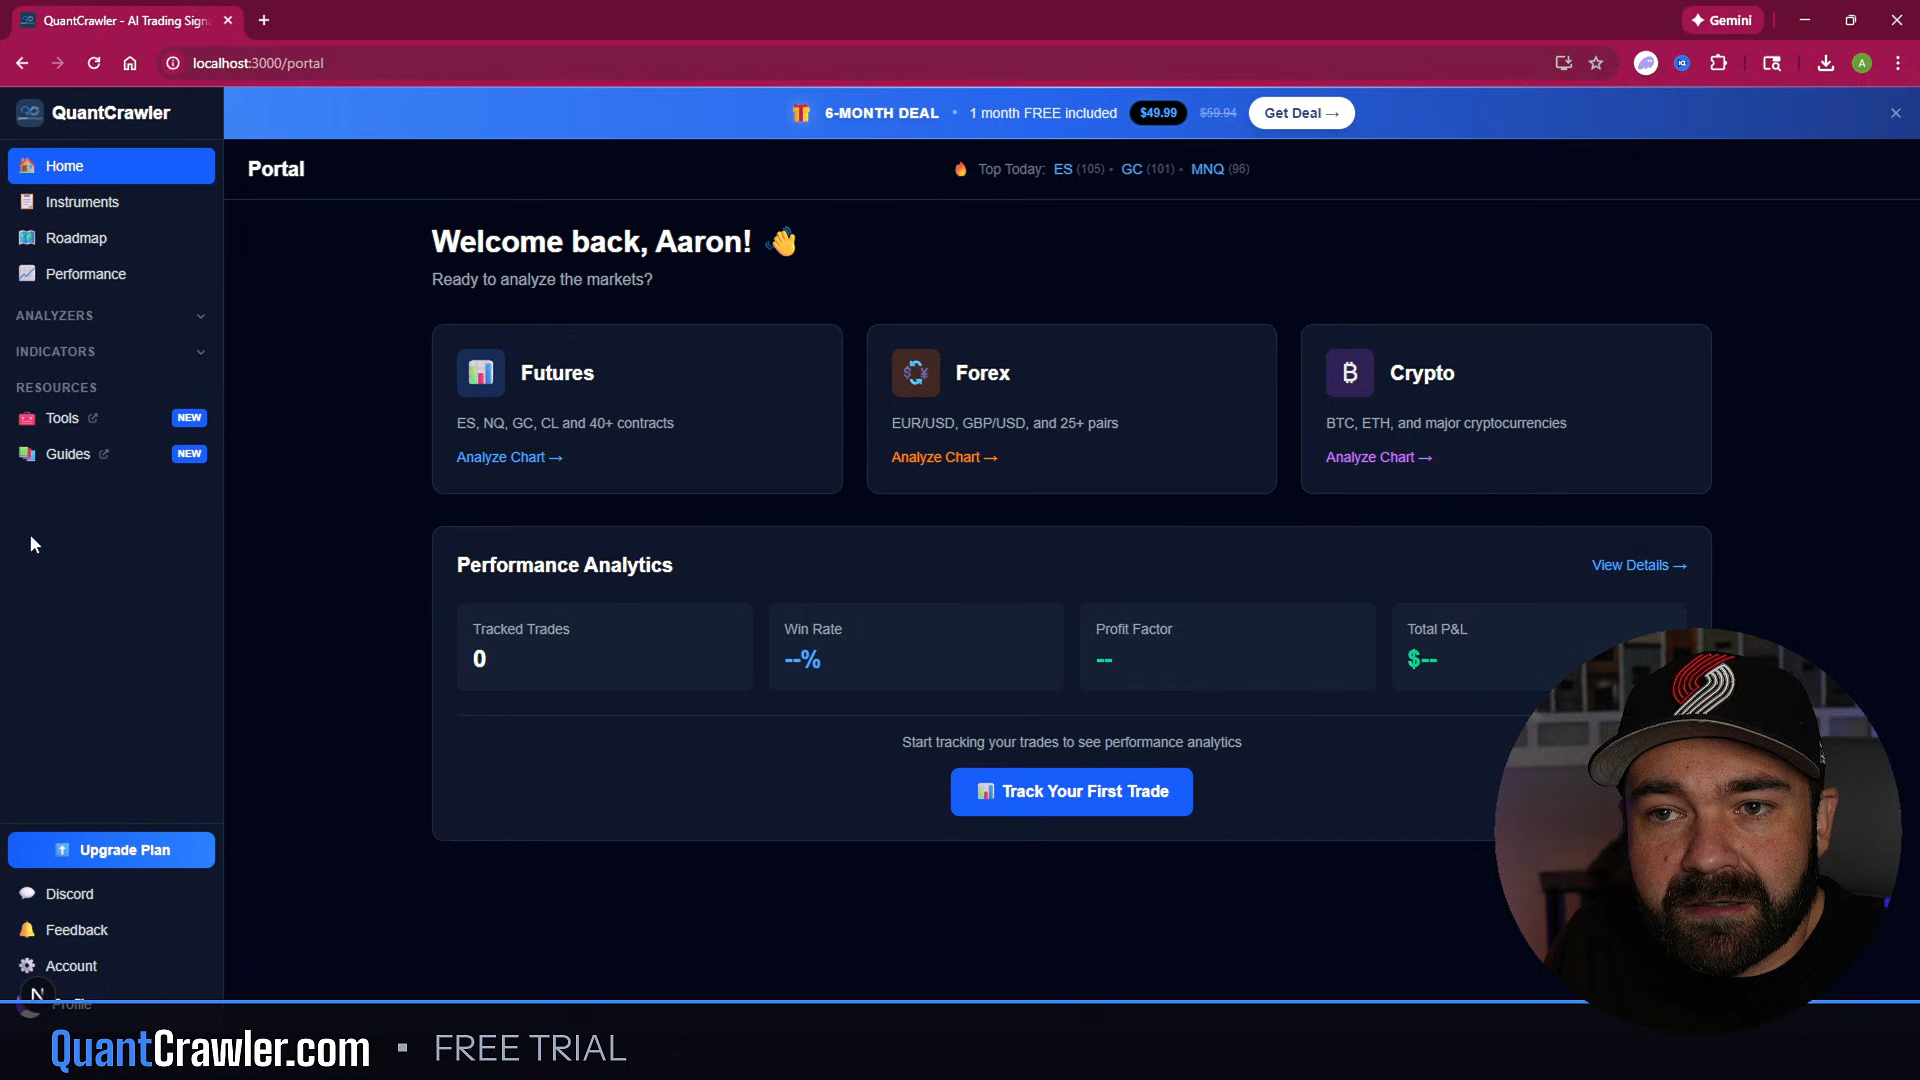 QuantCrawler - AI Trading Signa
Gemini
localhost:3000/portal
A
QuantCrawler
6-MONTH DEAL • 1 month FREE included $49.99 $59.94 Get Deal →
Home
Instruments
Roadmap
Performance
ANALYZERS
INDICATORS
RESOURCES
Tools NEW
Guides NEW
Upgrade Plan
Discord
Feedback
Account
N
Profile
Portal
Top Today: ES (105) • GC (101) • MNQ (96)
Welcome back, Aaron!
Ready to analyze the markets?
Futures
ES, NQ, GC, CL and 40+ contracts
Analyze Chart →
Forex
EUR/USD, GBP/USD, and 25+ pairs
Analyze Chart →
Crypto
BTC, ETH, and major cryptocurrencies
Analyze Chart →
Performance Analytics
View Details →
Tracked Trades
0
Win Rate
--%
Profit Factor
--
Total P&L
$--
Start tracking your trades to see performance analytics
Track Your First Trade
QuantCrawler.com ▪ FREE TRIAL